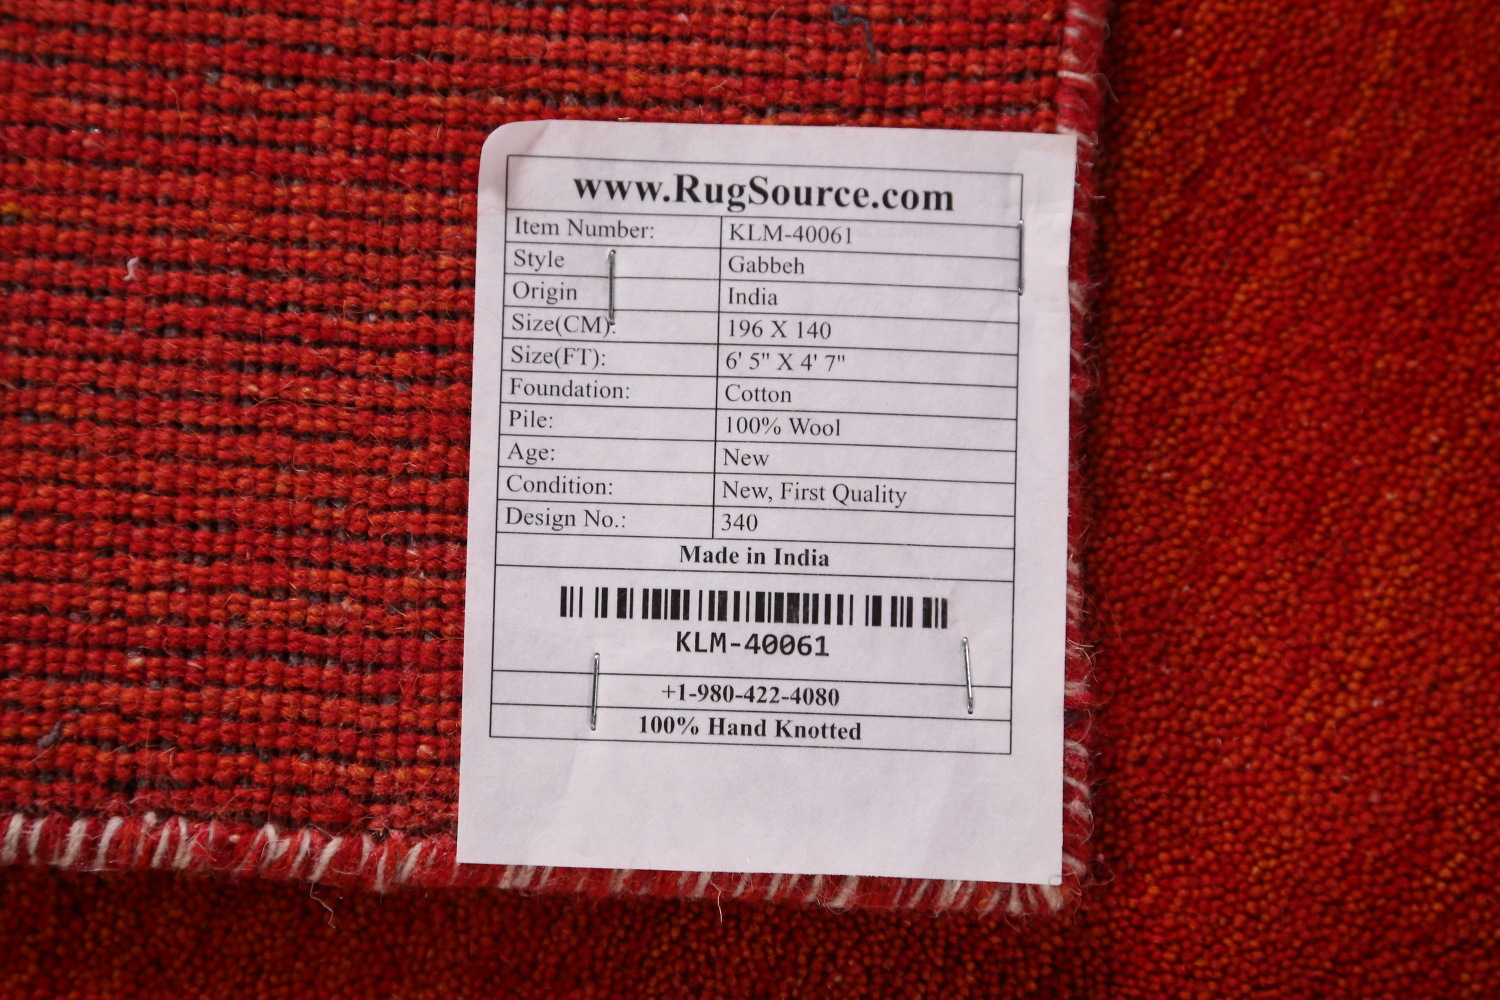 www.RugSource.com
Item Number: KLM-40061
Style Gabbeh
Origin India
Size(CM): 196 X 140
Size(FT): 6' 5" X 4' 7"
Foundation: Cotton
Pile: 100% Wool
Age: New
Condition: New, First Quality
Design No.: 340
Made in India
KLM-40061
+1-980-422-4080
100% Hand Knotted